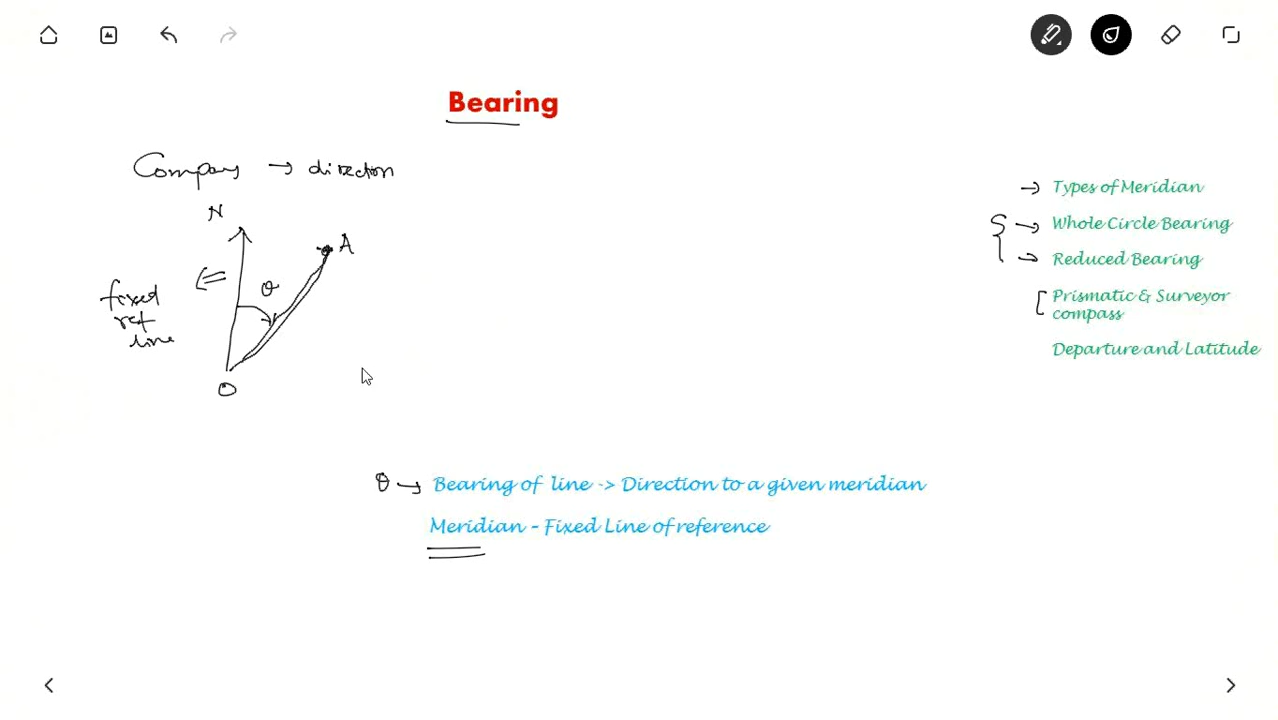 Bearing
Company → direction
N
A
θ
fixed
ref
line
O
→ Types of Meridian
→ Whole Circle Bearing
→ Reduced Bearing
Prismatic & Surveyor
compass
Departure and Latitude
θ → Bearing of line -> Direction to a given meridian
Meridian - Fixed Line of reference